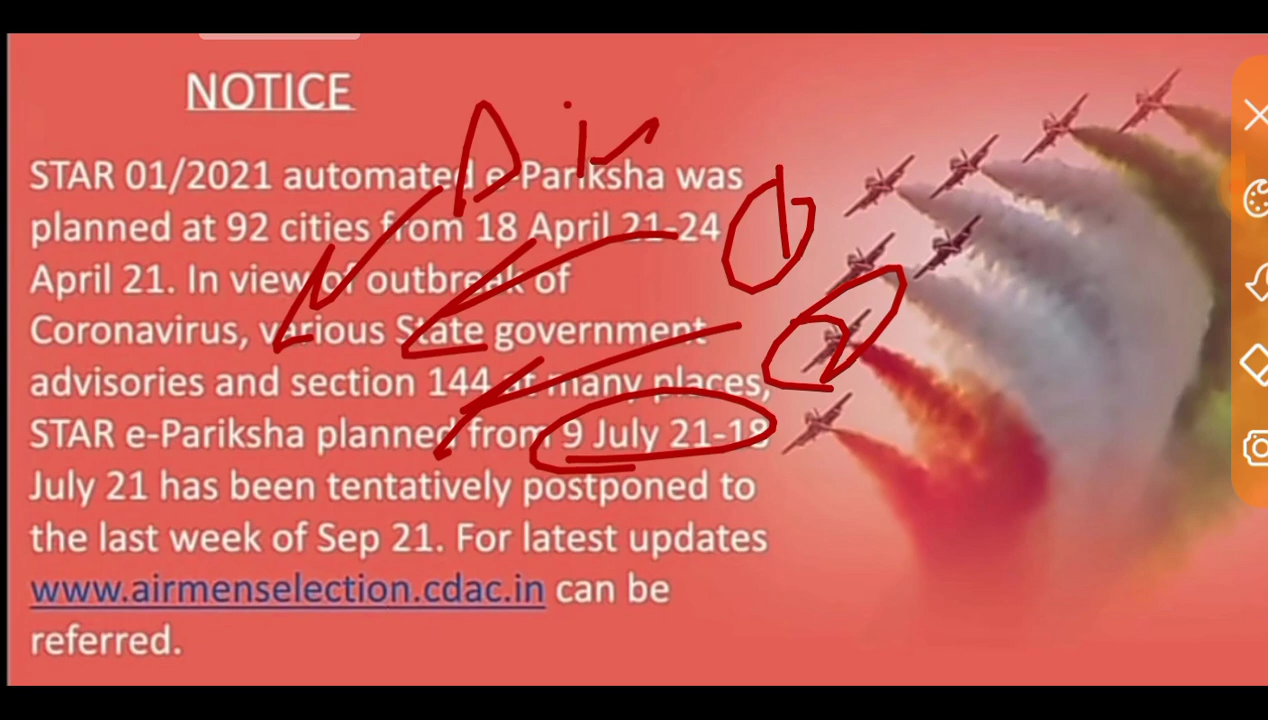 NOTICE
Air
STAR 01/2021 automated e-Pariksha was
planned at 92 cities from 18 April 21-24
April 21. In view of outbreak of
Coronavirus, various State government
advisories and section 144 at many places,
STAR e-Pariksha planned from 9 July 21-18
July 21 has been tentatively postponed to
the last week of Sep 21. For latest updates
www.airmenselection.cdac.in can be
referred.
1
2